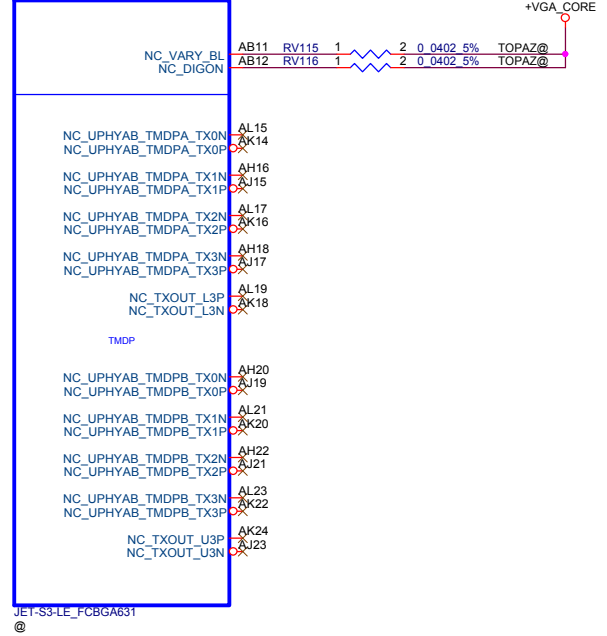 +VGA_CORE
NC_VARY_BL AB11 RV115 1 2 0_0402_5% TOPAZ@
NC_DIGON AB12 RV116 1 2 0_0402_5% TOPAZ@
NC_UPHYAB_TMDPA_TX0N AL15
NC_UPHYAB_TMDPA_TX0P AK14
NC_UPHYAB_TMDPA_TX1N AH16
NC_UPHYAB_TMDPA_TX1P AJ15
NC_UPHYAB_TMDPA_TX2N AL17
NC_UPHYAB_TMDPA_TX2P AK16
NC_UPHYAB_TMDPA_TX3N AH18
NC_UPHYAB_TMDPA_TX3P AJ17
NC_TXOUT_L3P AL19
NC_TXOUT_L3N AK18
TMDP
NC_UPHYAB_TMDPB_TX0N AH20
NC_UPHYAB_TMDPB_TX0P AJ19
NC_UPHYAB_TMDPB_TX1N AL21
NC_UPHYAB_TMDPB_TX1P AK20
NC_UPHYAB_TMDPB_TX2N AH22
NC_UPHYAB_TMDPB_TX2P AJ21
NC_UPHYAB_TMDPB_TX3N AL23
NC_UPHYAB_TMDPB_TX3P AK22
NC_TXOUT_U3P AK24
NC_TXOUT_U3N AJ23
JET-S3-LE_FCBGA631
@